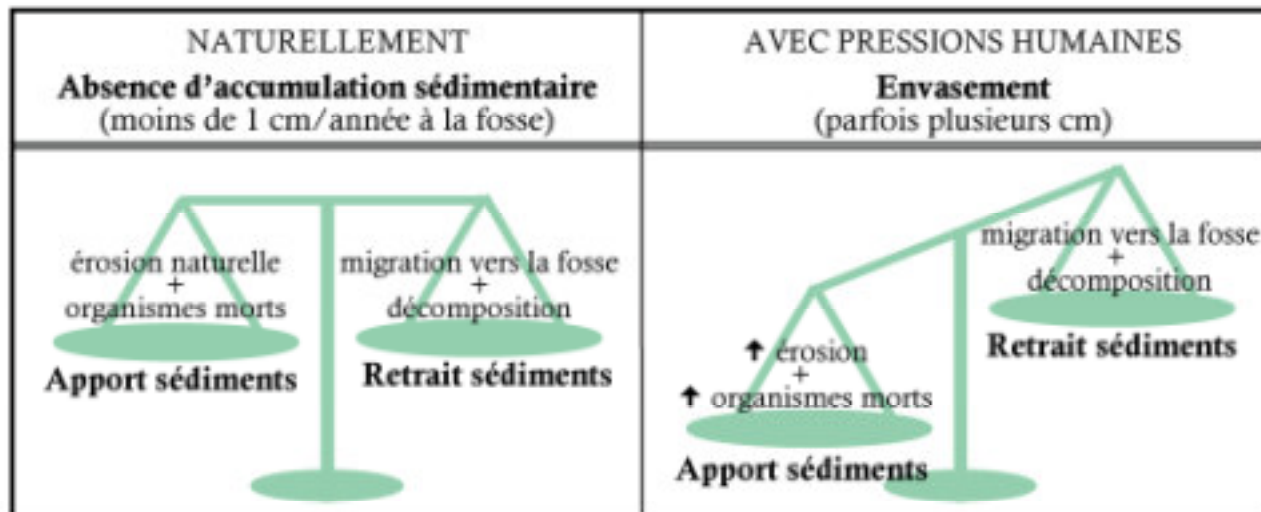 NATURELLEMENT
Absence d'accumulation sédimentaire
(moins de 1 cm/année à la fosse)
érosion naturelle
+
organismes morts
Apport sédiments
migration vers la fosse
+
décomposition
Retrait sédiments
AVEC PRESSIONS HUMAINES
Envasement
(parfois plusieurs cm)
↑ érosion
+
↑ organismes morts
Apport sédiments
migration vers la fosse
+
décomposition
Retrait sédiments